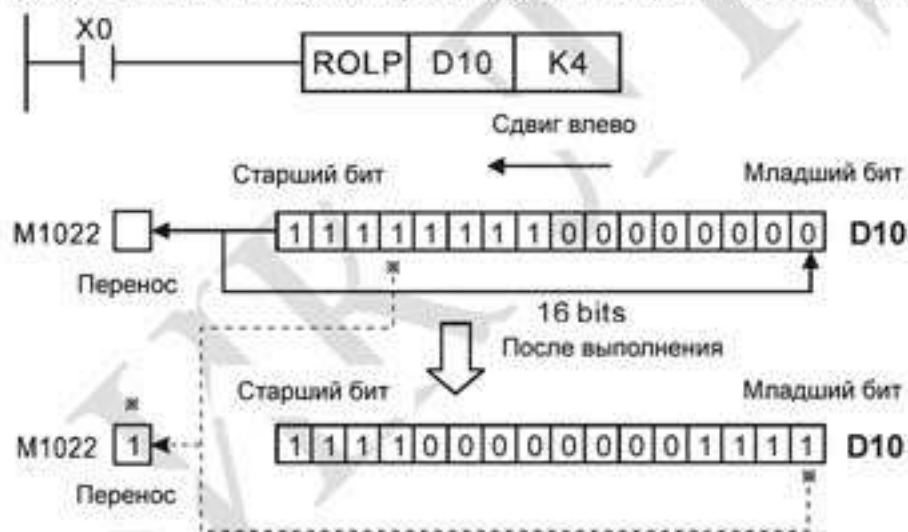 X0
ROLP D10 K4
Сдвиг влево
Старший бит Младший бит
M1022 1 1 1 1 1 1 1 1 0 0 0 0 0 0 0 0 D10
Перенос
16 bits
После выполнения
Старший бит Младший бит
M1022 1 1 1 1 1 0 0 0 0 0 0 0 0 1 1 1 1 D10
Перенос